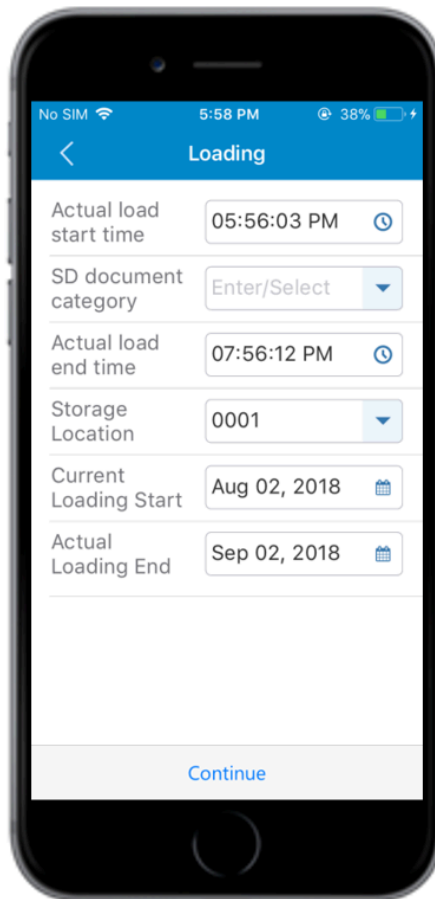 No SIM 5:58 PM 38%
Loading
Actual load
start time
05:56:03 PM
SD document
category
Enter/Select
Actual load
end time
07:56:12 PM
Storage
Location
0001
Current
Loading Start
Aug 02, 2018
Actual
Loading End
Sep 02, 2018
Continue